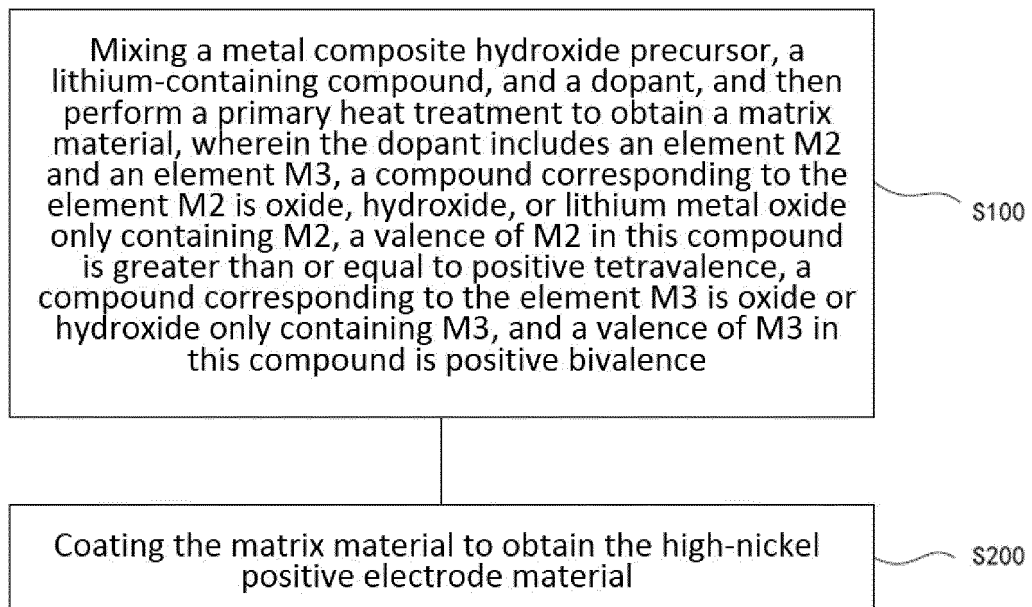 Mixing a metal composite hydroxide precursor, a
lithium-containing compound, and a dopant, and then
perform a primary heat treatment to obtain a matrix
material, wherein the dopant includes an element M2
and an element M3, a compound corresponding to the
element M2 is oxide, hydroxide, or lithium metal oxide
only containing M2, a valence of M2 in this compound
is greater than or equal to positive tetravalence, a
compound corresponding to the element M3 is oxide or
hydroxide only containing M3, and a valence of M3 in
this compound is positive bivalence
S100
Coating the matrix material to obtain the high-nickel
positive electrode material
S200